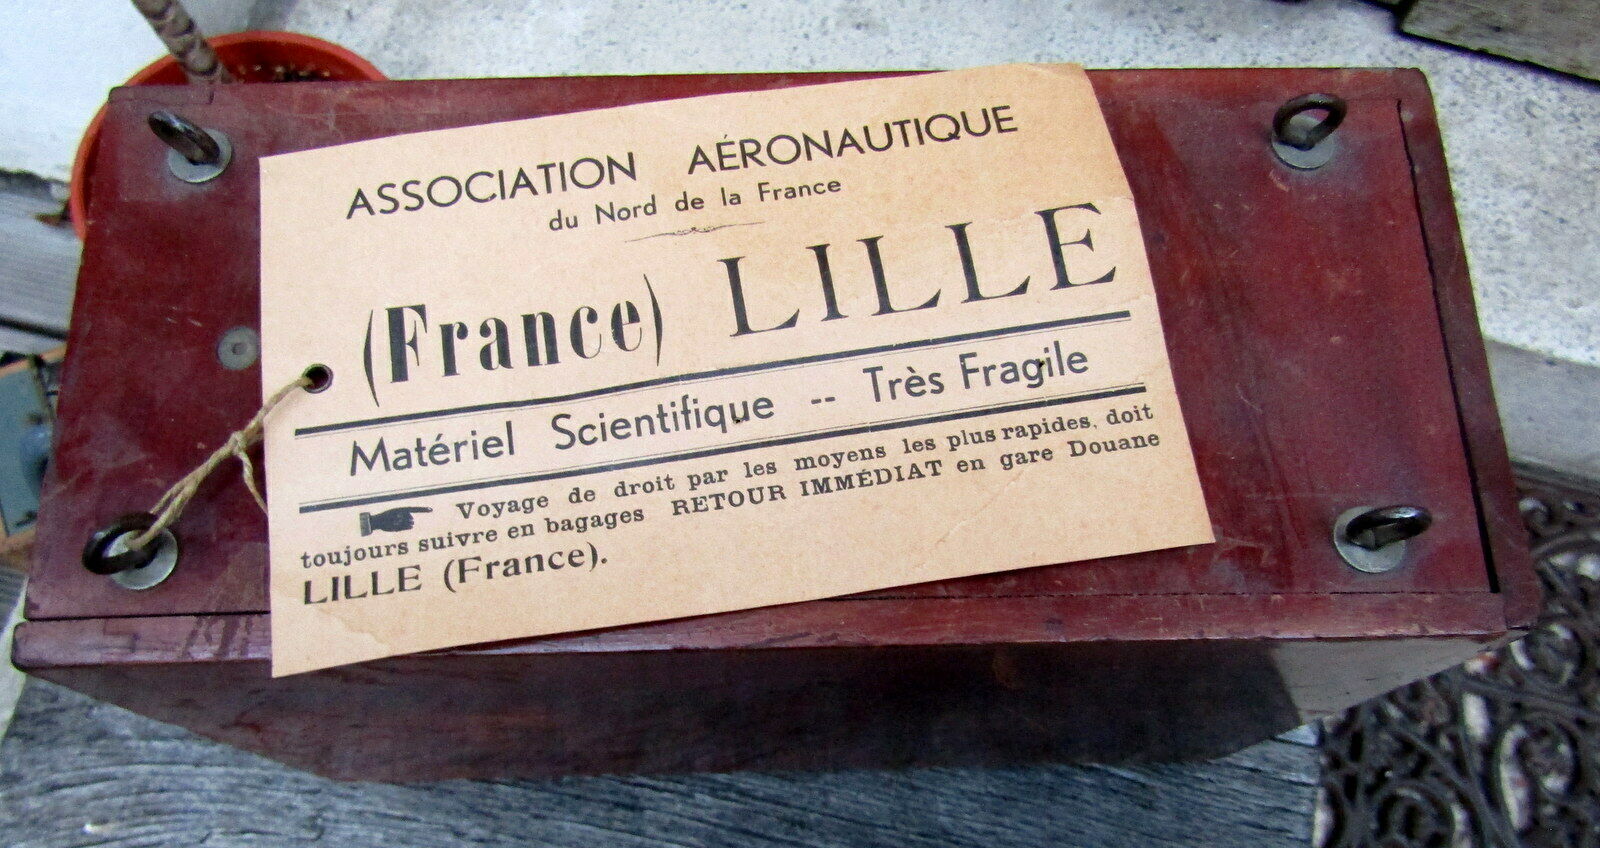 ASSOCIATION AÉRONAUTIQUE
du Nord de la France
(France) LILLE
Matériel Scientifique -- Très Fragile
Voyage de droit par les moyens les plus rapides, doit
toujours suivre en bagages RETOUR IMMÉDIAT en gare Douane
LILLE (France).